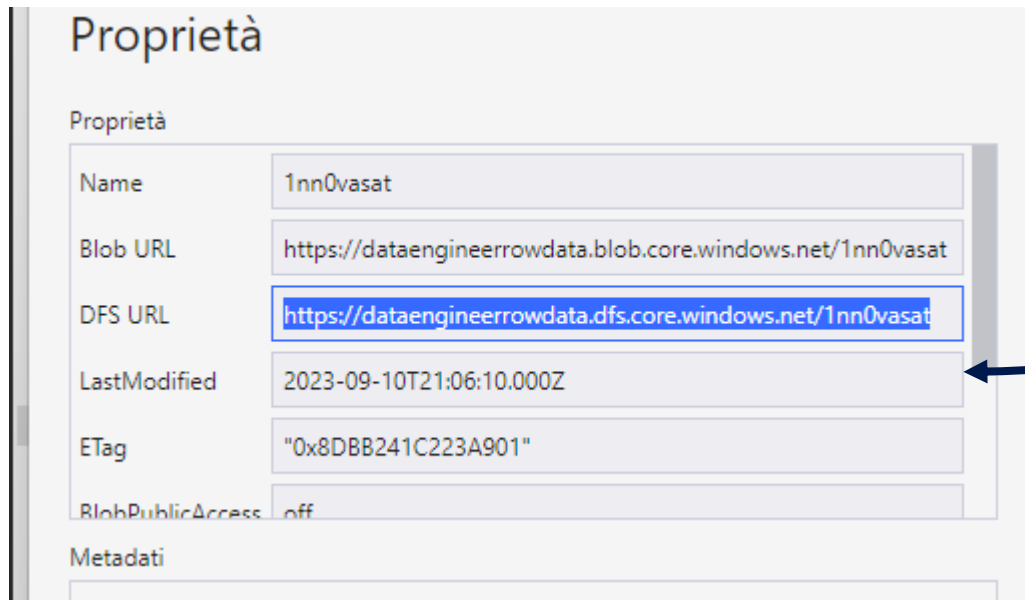 Proprietà
Proprietà
Name 1nn0vasat
Blob URL https://dataengineerrowdata.blob.core.windows.net/1nn0vasat
DFS URL https://dataengineerrowdata.dfs.core.windows.net/1nn0vasat
LastModified 2023-09-10T21:06:10.000Z
ETag "0x8DBB241C223A901"
BlobPublicAccess off
Metadati